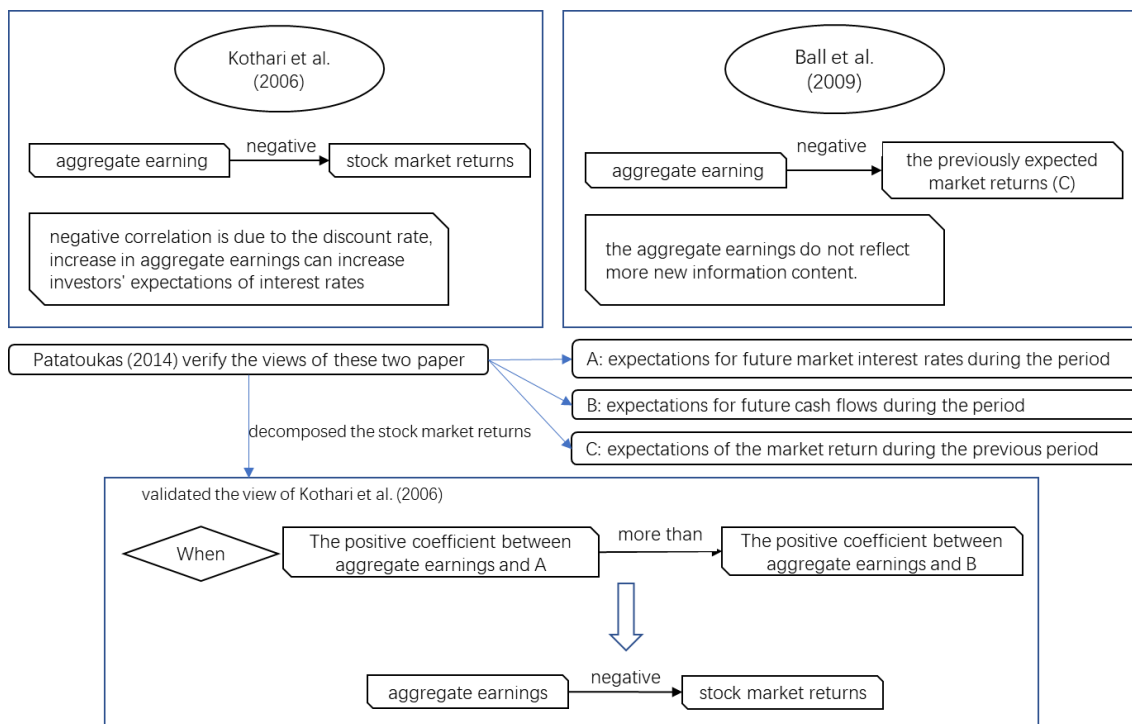 Kothari et al.
(2006)
aggregate earning
negative
stock market returns
negative correlation is due to the discount rate,
increase in aggregate earnings can increase
investors' expectations of interest rates
Ball et al.
(2009)
aggregate earning
negative
the previously expected
market returns (C)
the aggregate earnings do not reflect
more new information content.
Patatoukas (2014) verify the views of these two paper
A: expectations for future market interest rates during the period
B: expectations for future cash flows during the period
C: expectations of the market return during the previous period
decomposed the stock market returns
validated the view of Kothari et al. (2006)
When
The positive coefficient between
aggregate earnings and A
more than
The positive coefficient between
aggregate earnings and B
aggregate earnings
negative
stock market returns